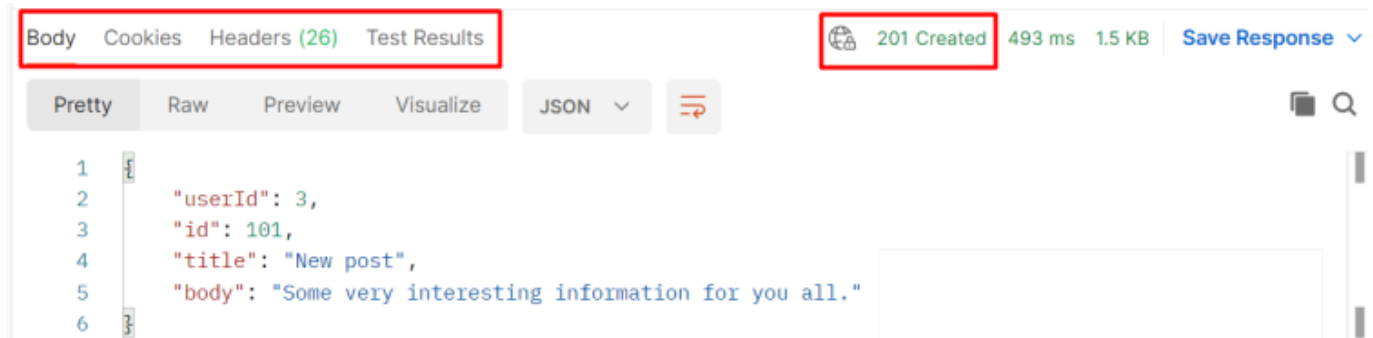 Body Cookies Headers (26) Test Results 201 Created 493 ms 1.5 KB Save Response
Pretty Raw Preview Visualize JSON
1 {
2 "userId": 3,
3 "id": 101,
4 "title": "New post",
5 "body": "Some very interesting information for you all."
6 }